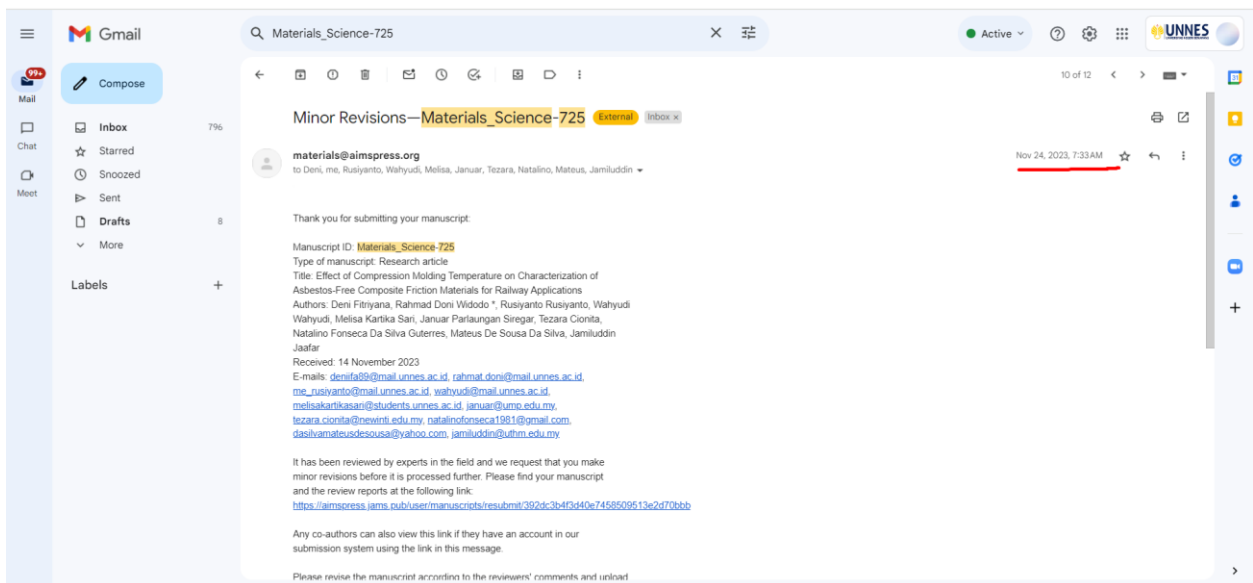 Gmail
Materials_Science-725
Active
UNNES
99+
Mail
Chat
Meet
Compose
Inbox 796
Starred
Snoozed
Sent
Drafts 8
More
Labels
10 of 12
31
Minor Revisions—Materials_Science-725 External Inbox ×
materials@aimspress.org
Nov 24, 2023, 7:33 AM
to Deni, me, Rusiyanto, Wahyudi, Melisa, Januar, Tezara, Natalino, Mateus, Jamiluddin
Thank you for submitting your manuscript:
Manuscript ID: Materials_Science-725
Type of manuscript: Research article
Title: Effect of Compression Molding Temperature on Characterization of
Asbestos-Free Composite Friction Materials for Railway Applications
Authors: Deni Fitriyana, Rahmad Doni Widodo *, Rusiyanto Rusiyanto, Wahyudi
Wahyudi, Melisa Kartika Sari, Januar Parlaungan Siregar, Tezara Cionita,
Natalino Fonseca Da Silva Guterres, Mateus De Sousa Da Silva, Jamiluddin
Jaafar
Received: 14 November 2023
E-mails: deniifa89@mail.unnes.ac.id, rahmat.doni@mail.unnes.ac.id,
me_rusiyanto@mail.unnes.ac.id, wahyudi@mail.unnes.ac.id,
melisakartikasari@students.unnes.ac.id, januar@ump.edu.my,
tezara.cionita@newinti.edu.my, natalinofonseca1981@gmail.com,
dasilvamateusdesousa@yahoo.com, jamiluddin@uthm.edu.my
It has been reviewed by experts in the field and we request that you make
minor revisions before it is processed further. Please find your manuscript
and the review reports at the following link:
https://aimspress.jams.pub/user/manuscripts/resubmit/392dc3b4f3d40e7458509513e2d70bbb
Any co-authors can also view this link if they have an account in our
submission system using the link in this message.
Please revise the manuscript according to the reviewers' comments and upload